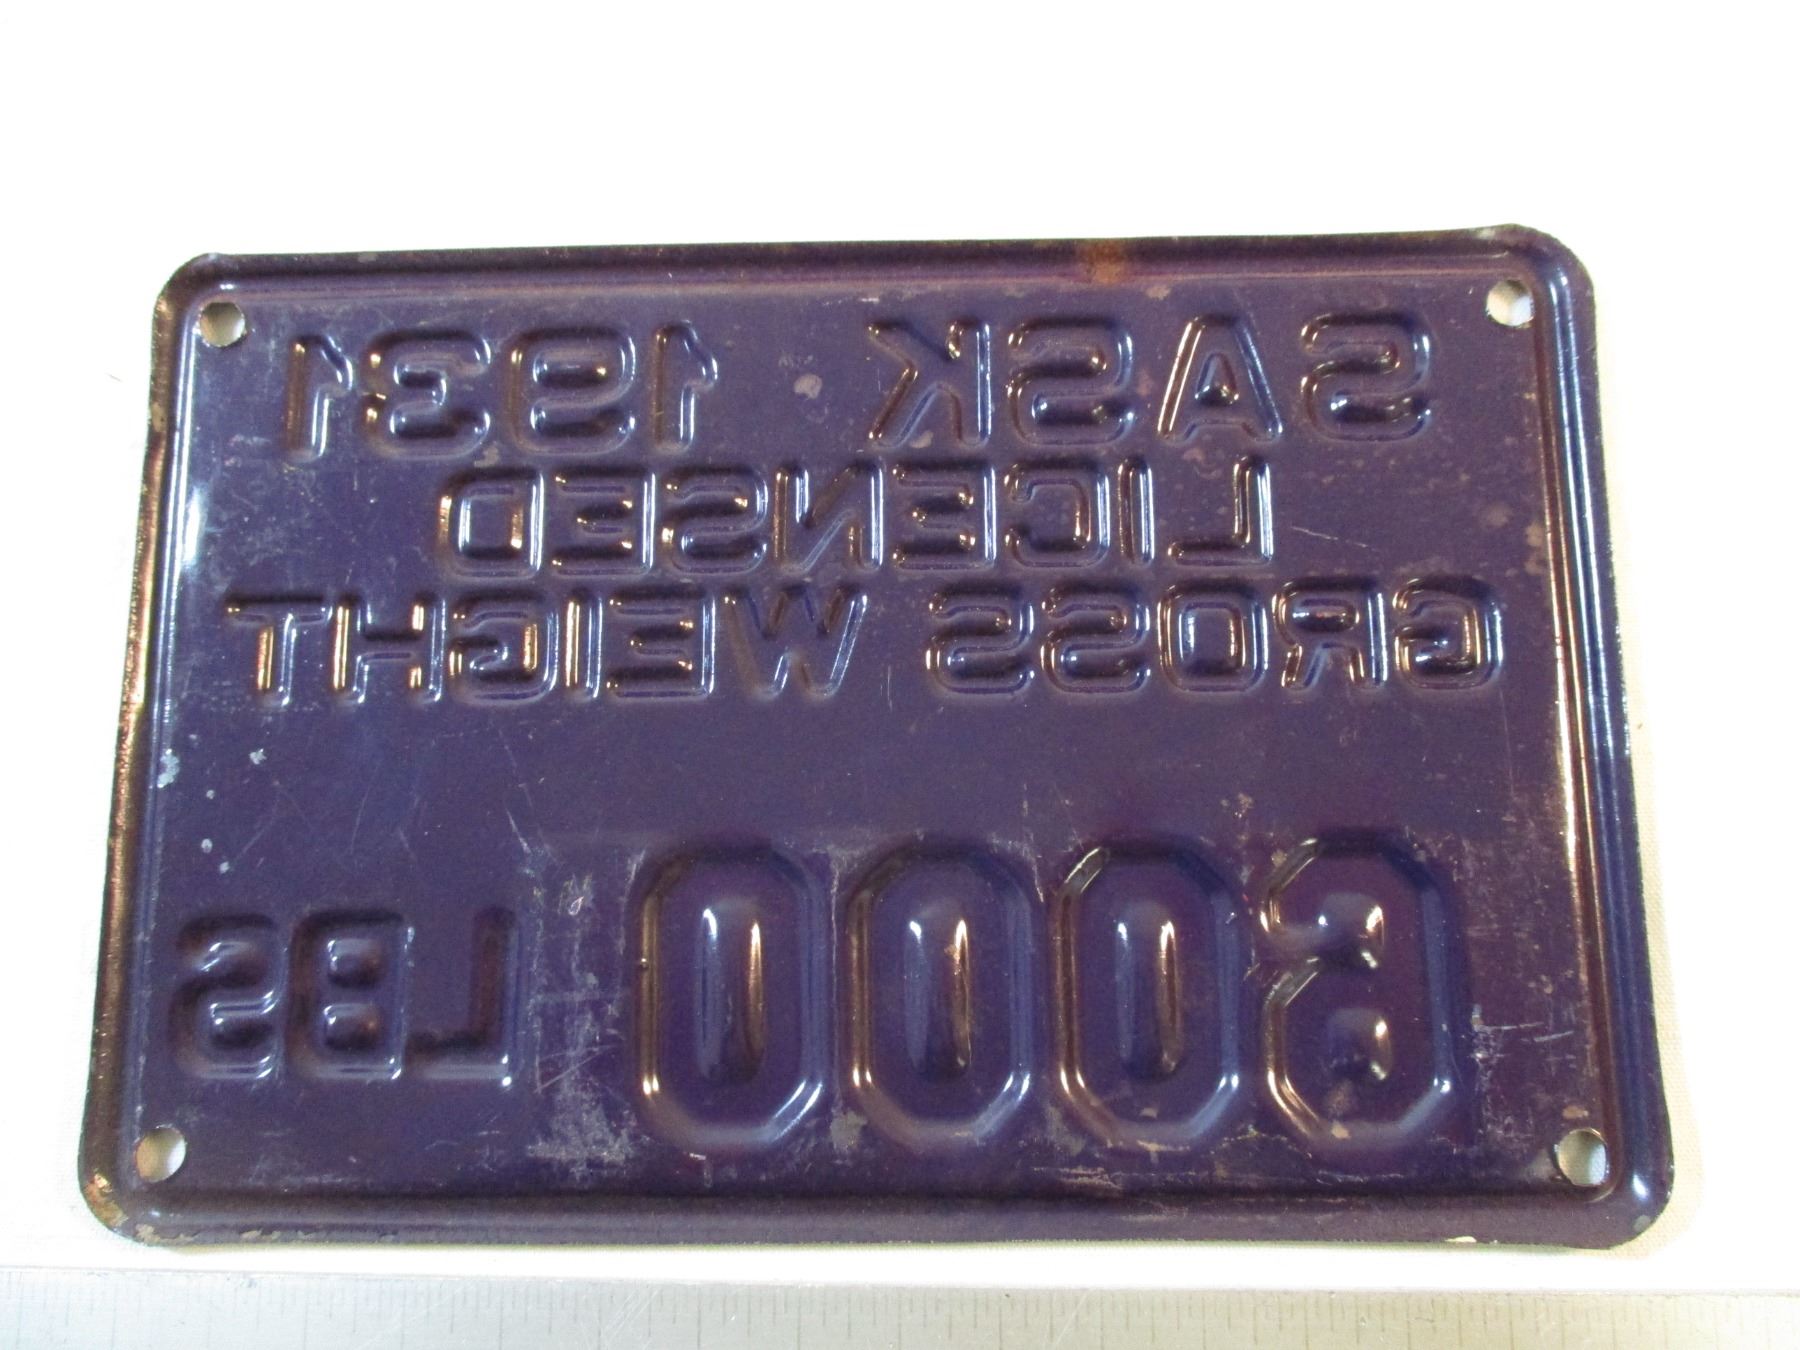 SASK 1931
LICENSED
GROSS WEIGHT
6000 LBS